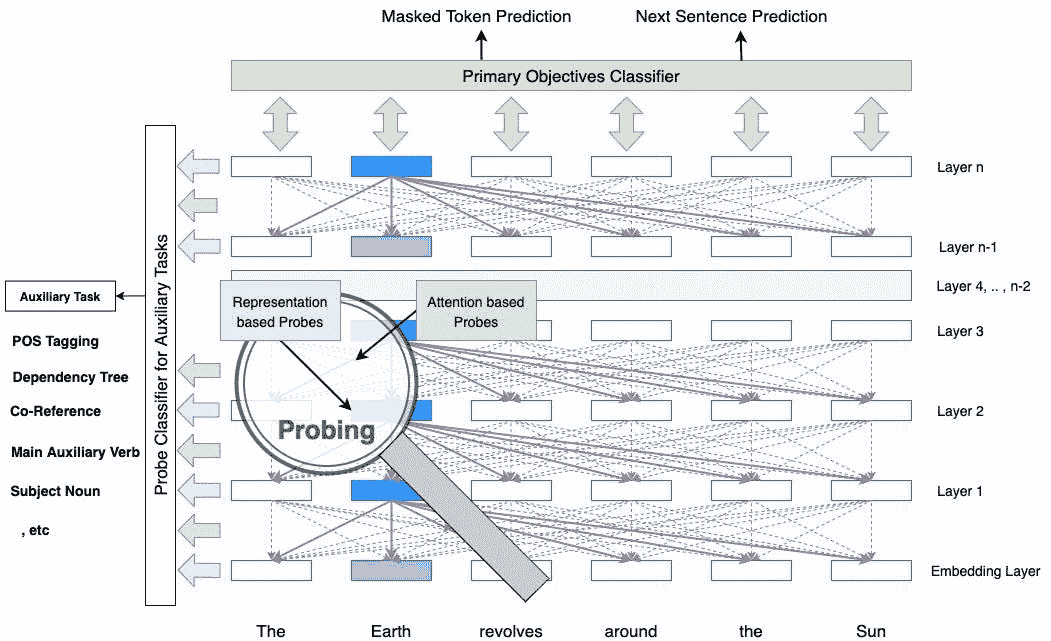 Masked Token Prediction
Next Sentence Prediction
Primary Objectives Classifier
Layer n
Layer n-1
Layer 4, .. , n-2
Layer 3
Layer 2
Layer 1
Embedding Layer
Probe Classifier for Auxiliary Tasks
Auxiliary Task
POS Tagging
Dependency Tree
Co-Reference
Main Auxiliary Verb
Subject Noun
, etc
Representation
based Probes
Attention based
Probes
Probing
The Earth revolves around the Sun